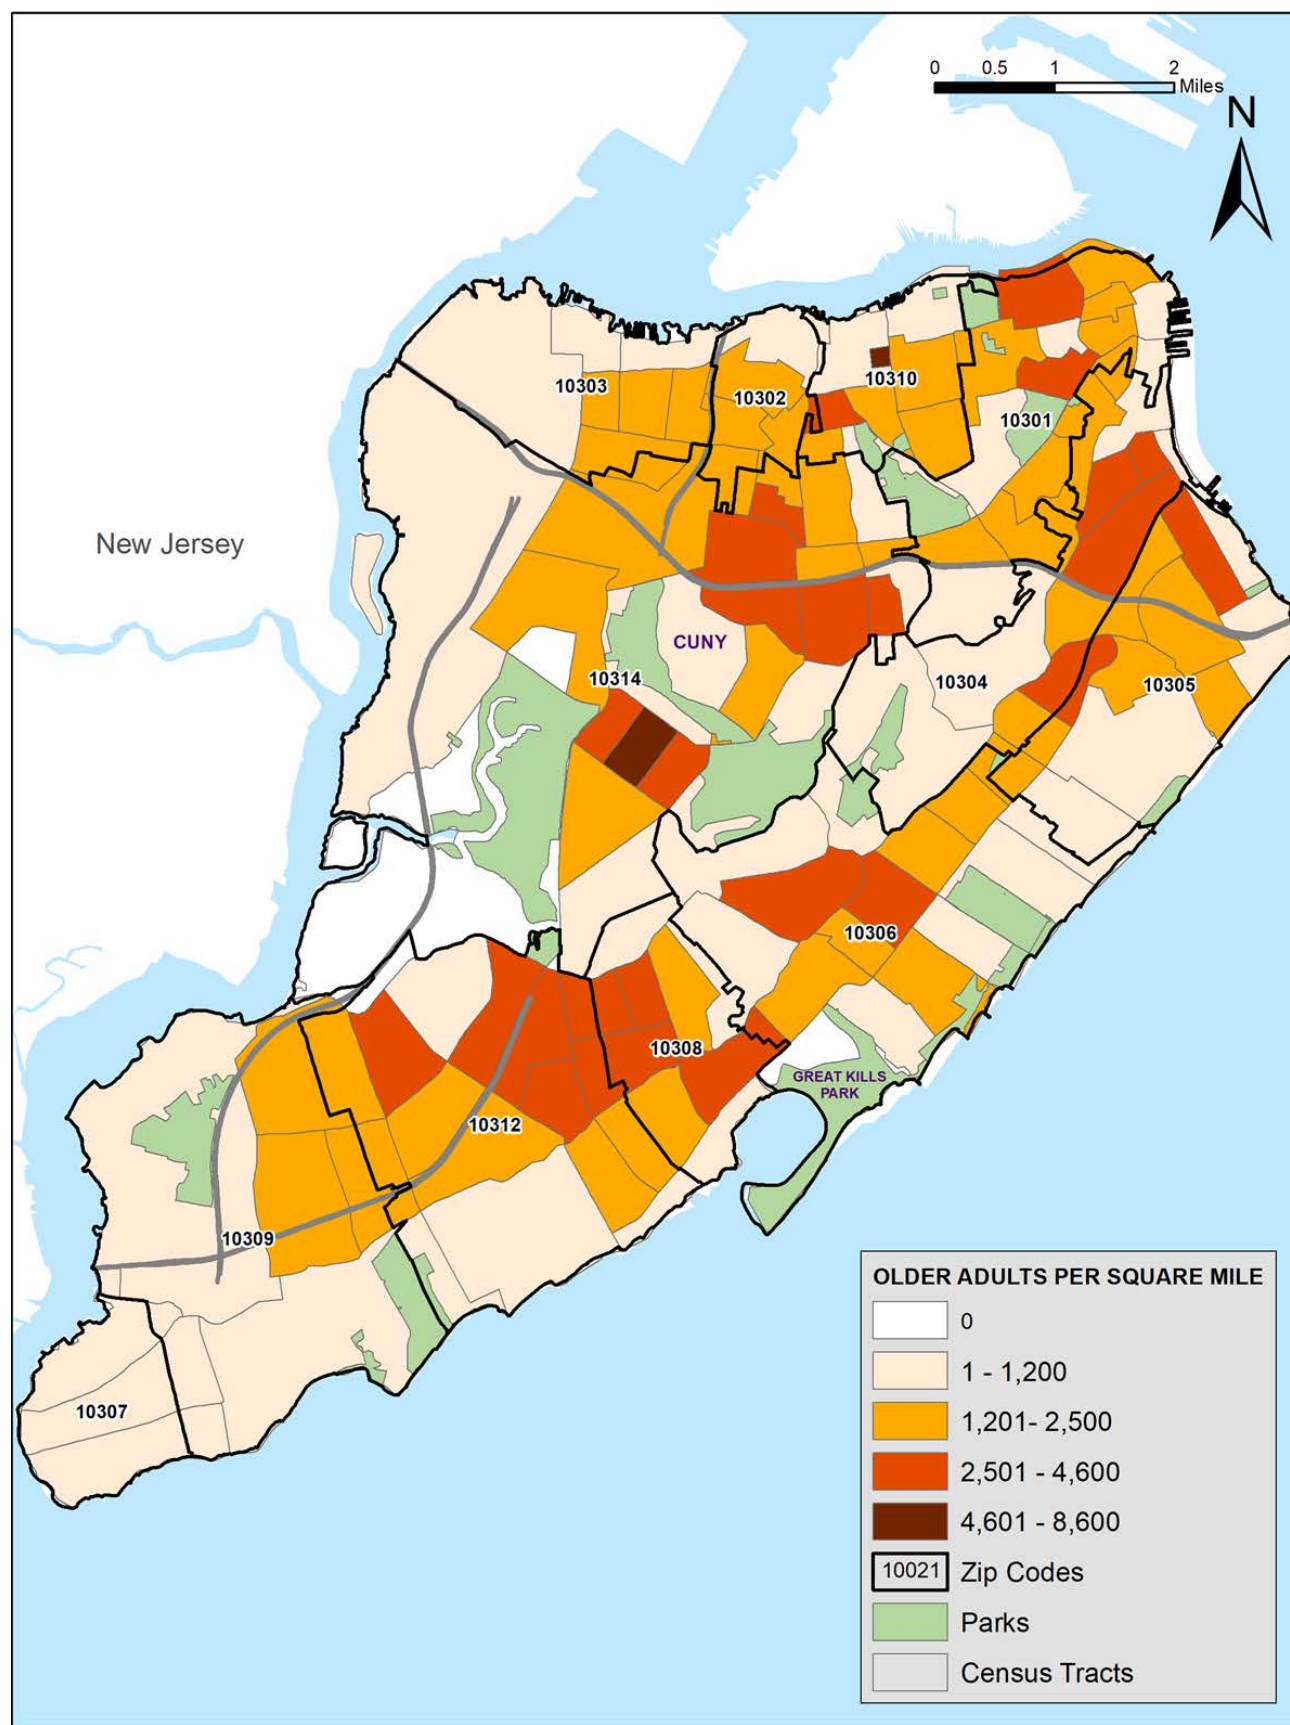 0 0.5 1 2
Miles
N
10303
10302
10310
10301
New Jersey
CUNY
10314
10304
10305
10306
10308
GREAT KILLS
PARK
10312
10309
10307
OLDER ADULTS PER SQUARE MILE
0
1 - 1,200
1,201- 2,500
2,501 - 4,600
4,601 - 8,600
10021 Zip Codes
Parks
Census Tracts